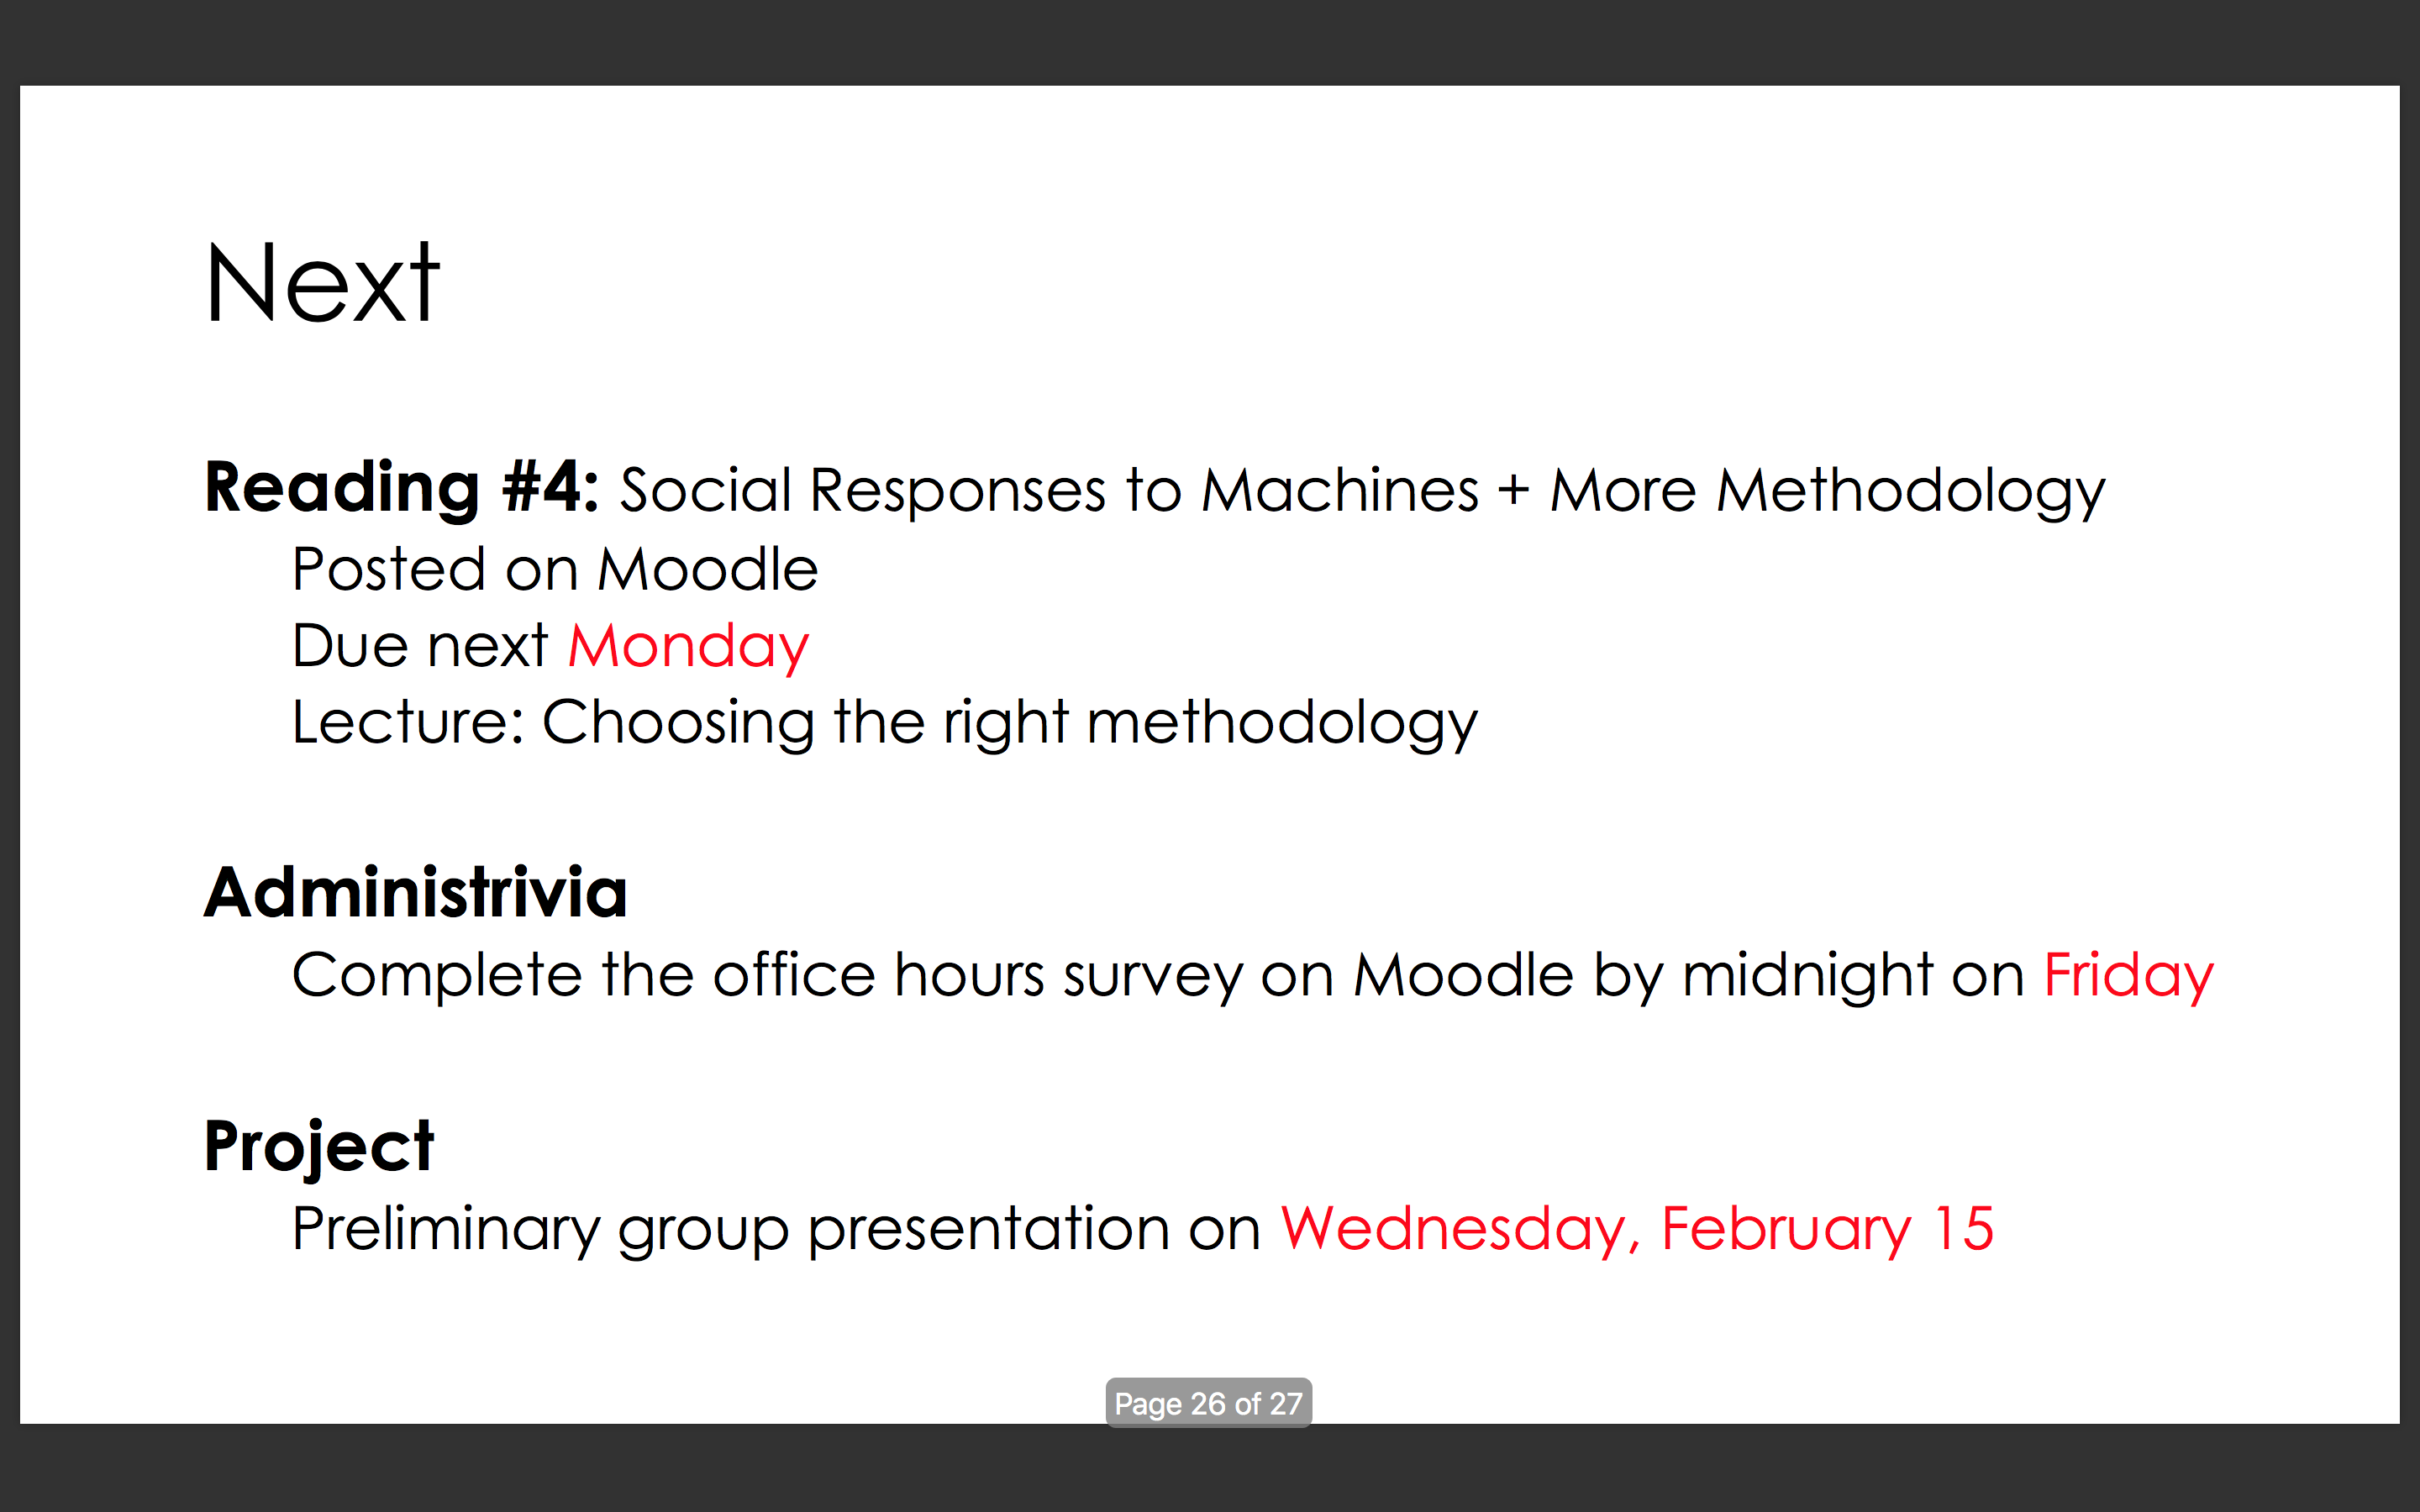 Next
Reading #4: Social Responses to Machines + More Methodology
Posted on Moodle
Due next Monday
Lecture: Choosing the right methodology
Administrivia
Complete the office hours survey on Moodle by midnight on Friday
Project
Preliminary group presentation on Wednesday, February 15
Page 26 of 27